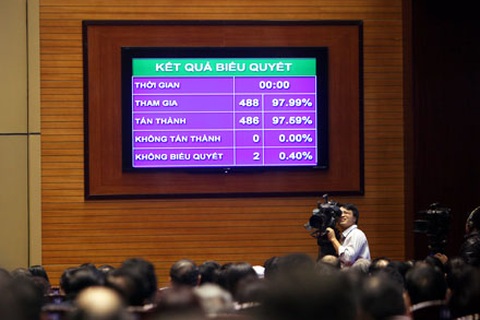 KẾT QUẢ BIỂU QUYẾT
THỜI GIAN 00:00
THAM GIA 488 97.99%
TÁN THÀNH 486 97.59%
KHÔNG TÁN THÀNH 0 0.00%
KHÔNG BIỂU QUYẾT 2 0.40%